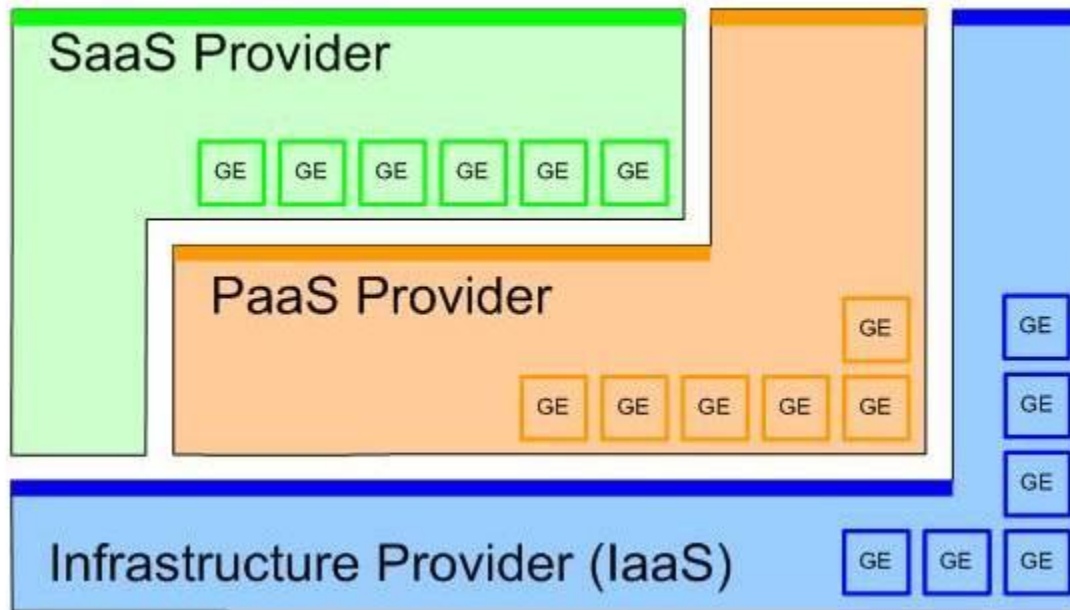 SaaS Provider
GE GE GE GE GE GE
PaaS Provider
GE
GE GE GE GE GE
GE
GE
GE
Infrastructure Provider (IaaS)
GE GE GE